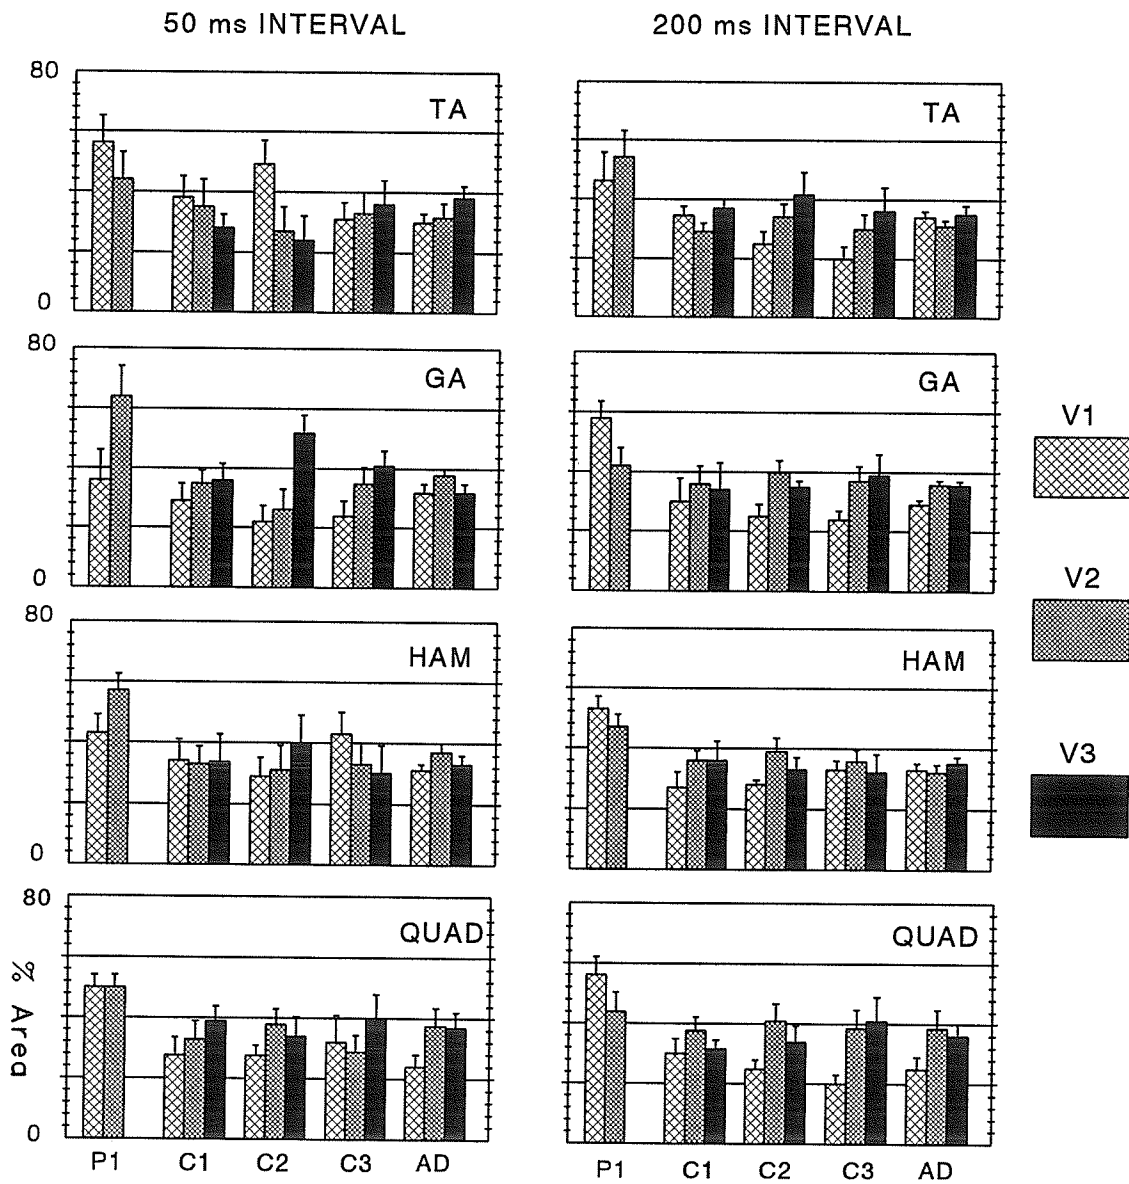 50 ms INTERVAL 200 ms INTERVAL
80 TA TA
0
80 GA GA
V1
0
V2
80 HAM HAM
V3
0
80 QUAD QUAD
% Area
0
P1 C1 C2 C3 AD P1 C1 C2 C3 AD